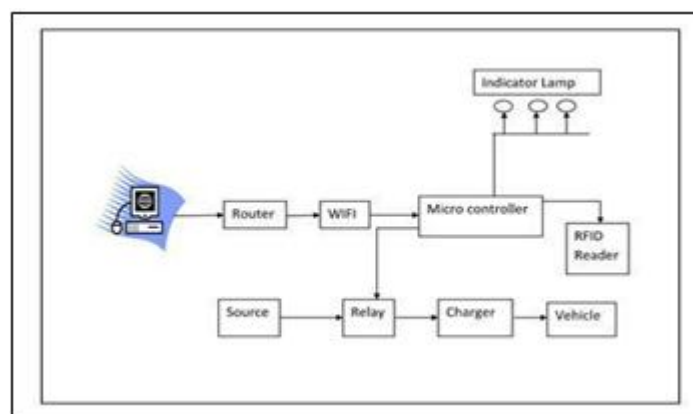 Indicator Lamp
Router
WIFI
Micro controller
RFID
Reader
Source
Relay
Charger
Vehicle